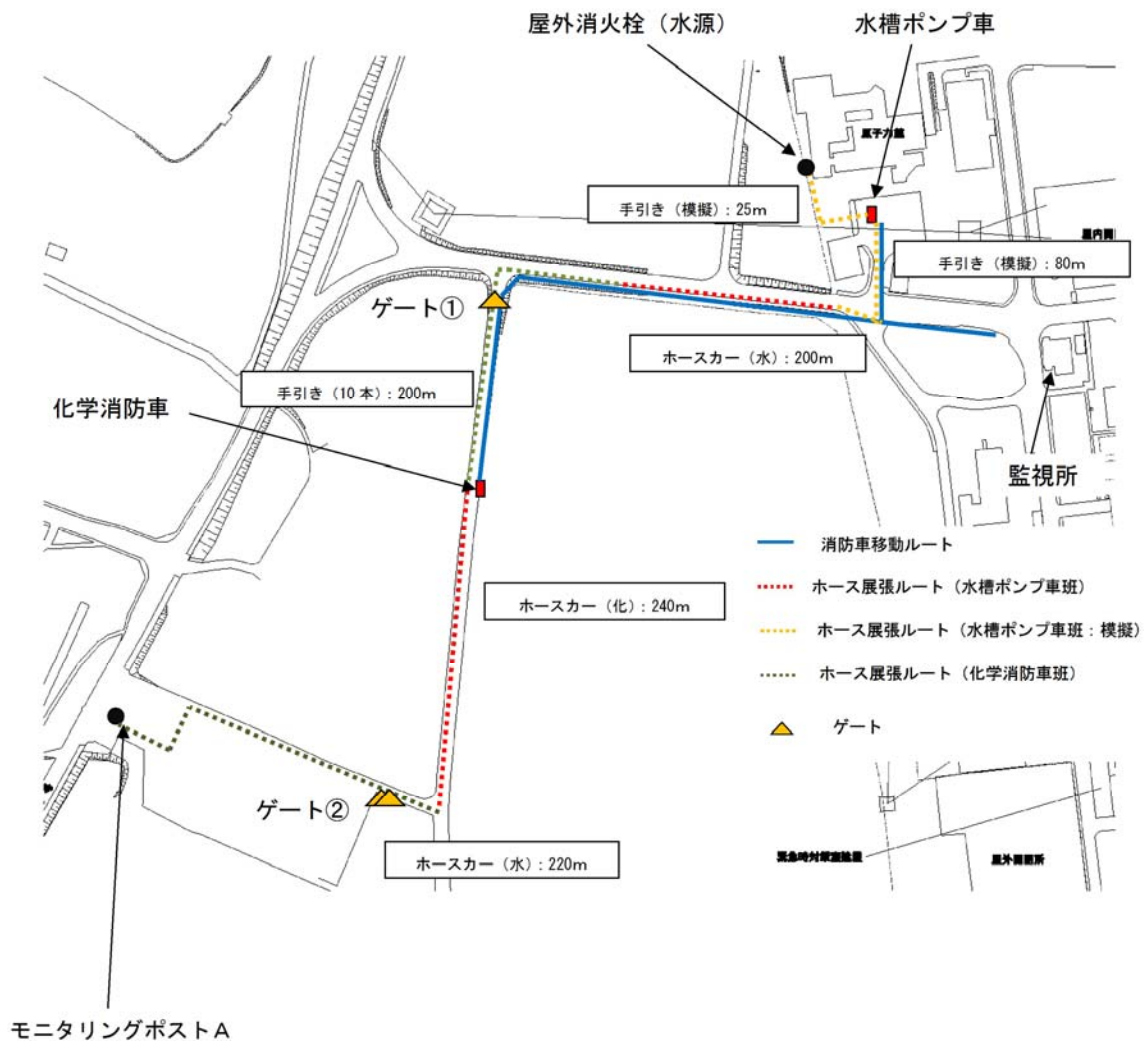 屋外消火栓（水源）
水槽ポンプ車
手引き（模擬）：25m
手引き（模擬）：80m
ゲート①
ホースカー（水）：200m
手引き（10本）：200m
化学消防車
監視所
消防車移動ルート
ホース展張ルート（水槽ポンプ車班）
ホースカー（化）：240m
ホース展張ルート（水槽ポンプ車班：模擬）
ホース展張ルート（化学消防車班）
ゲート
ゲート②
ホースカー（水）：220m
屋外開閉所
モニタリングポストA